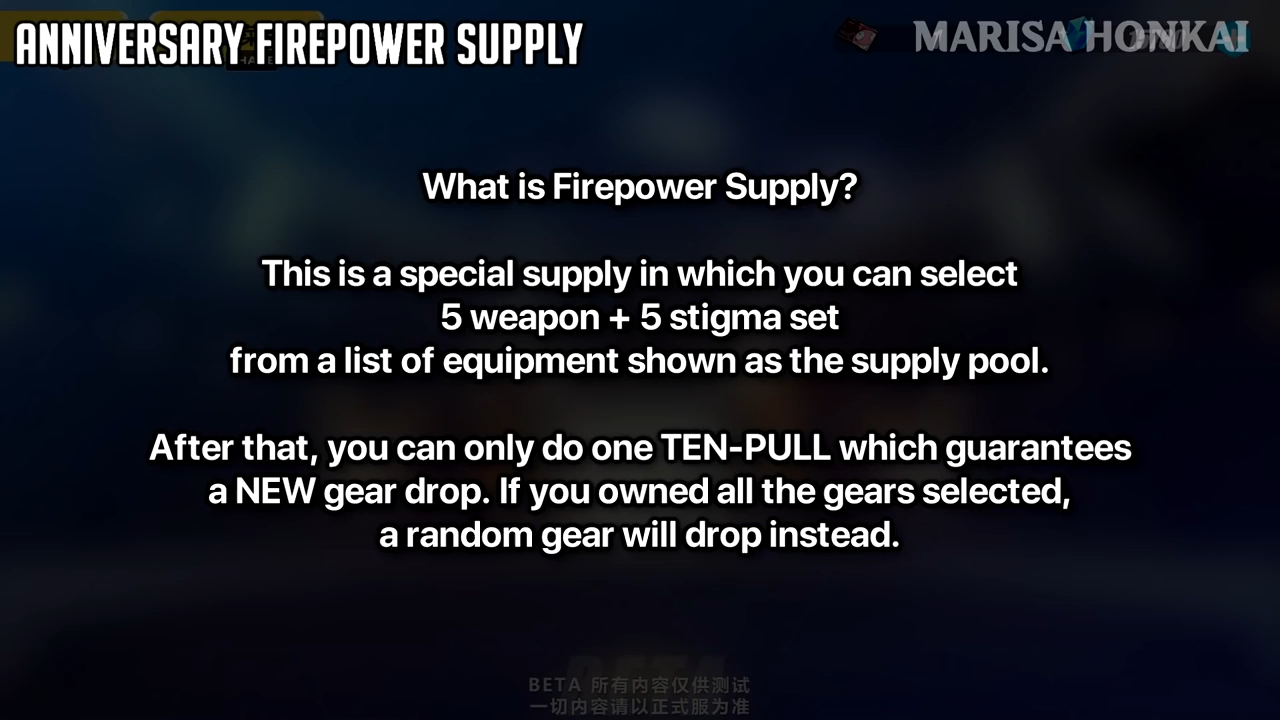 ANNIVERSARY FIREPOWER SUPPLY
MARISA HONKAI
What is Firepower Supply?
This is a special supply in which you can select
5 weapon + 5 stigma set
from a list of equipment shown as the supply pool.
After that, you can only do one TEN-PULL which guarantees
a NEW gear drop. If you owned all the gears selected,
a random gear will drop instead.
BETA 所有内容仅供测试
一切内容请以正式服为准